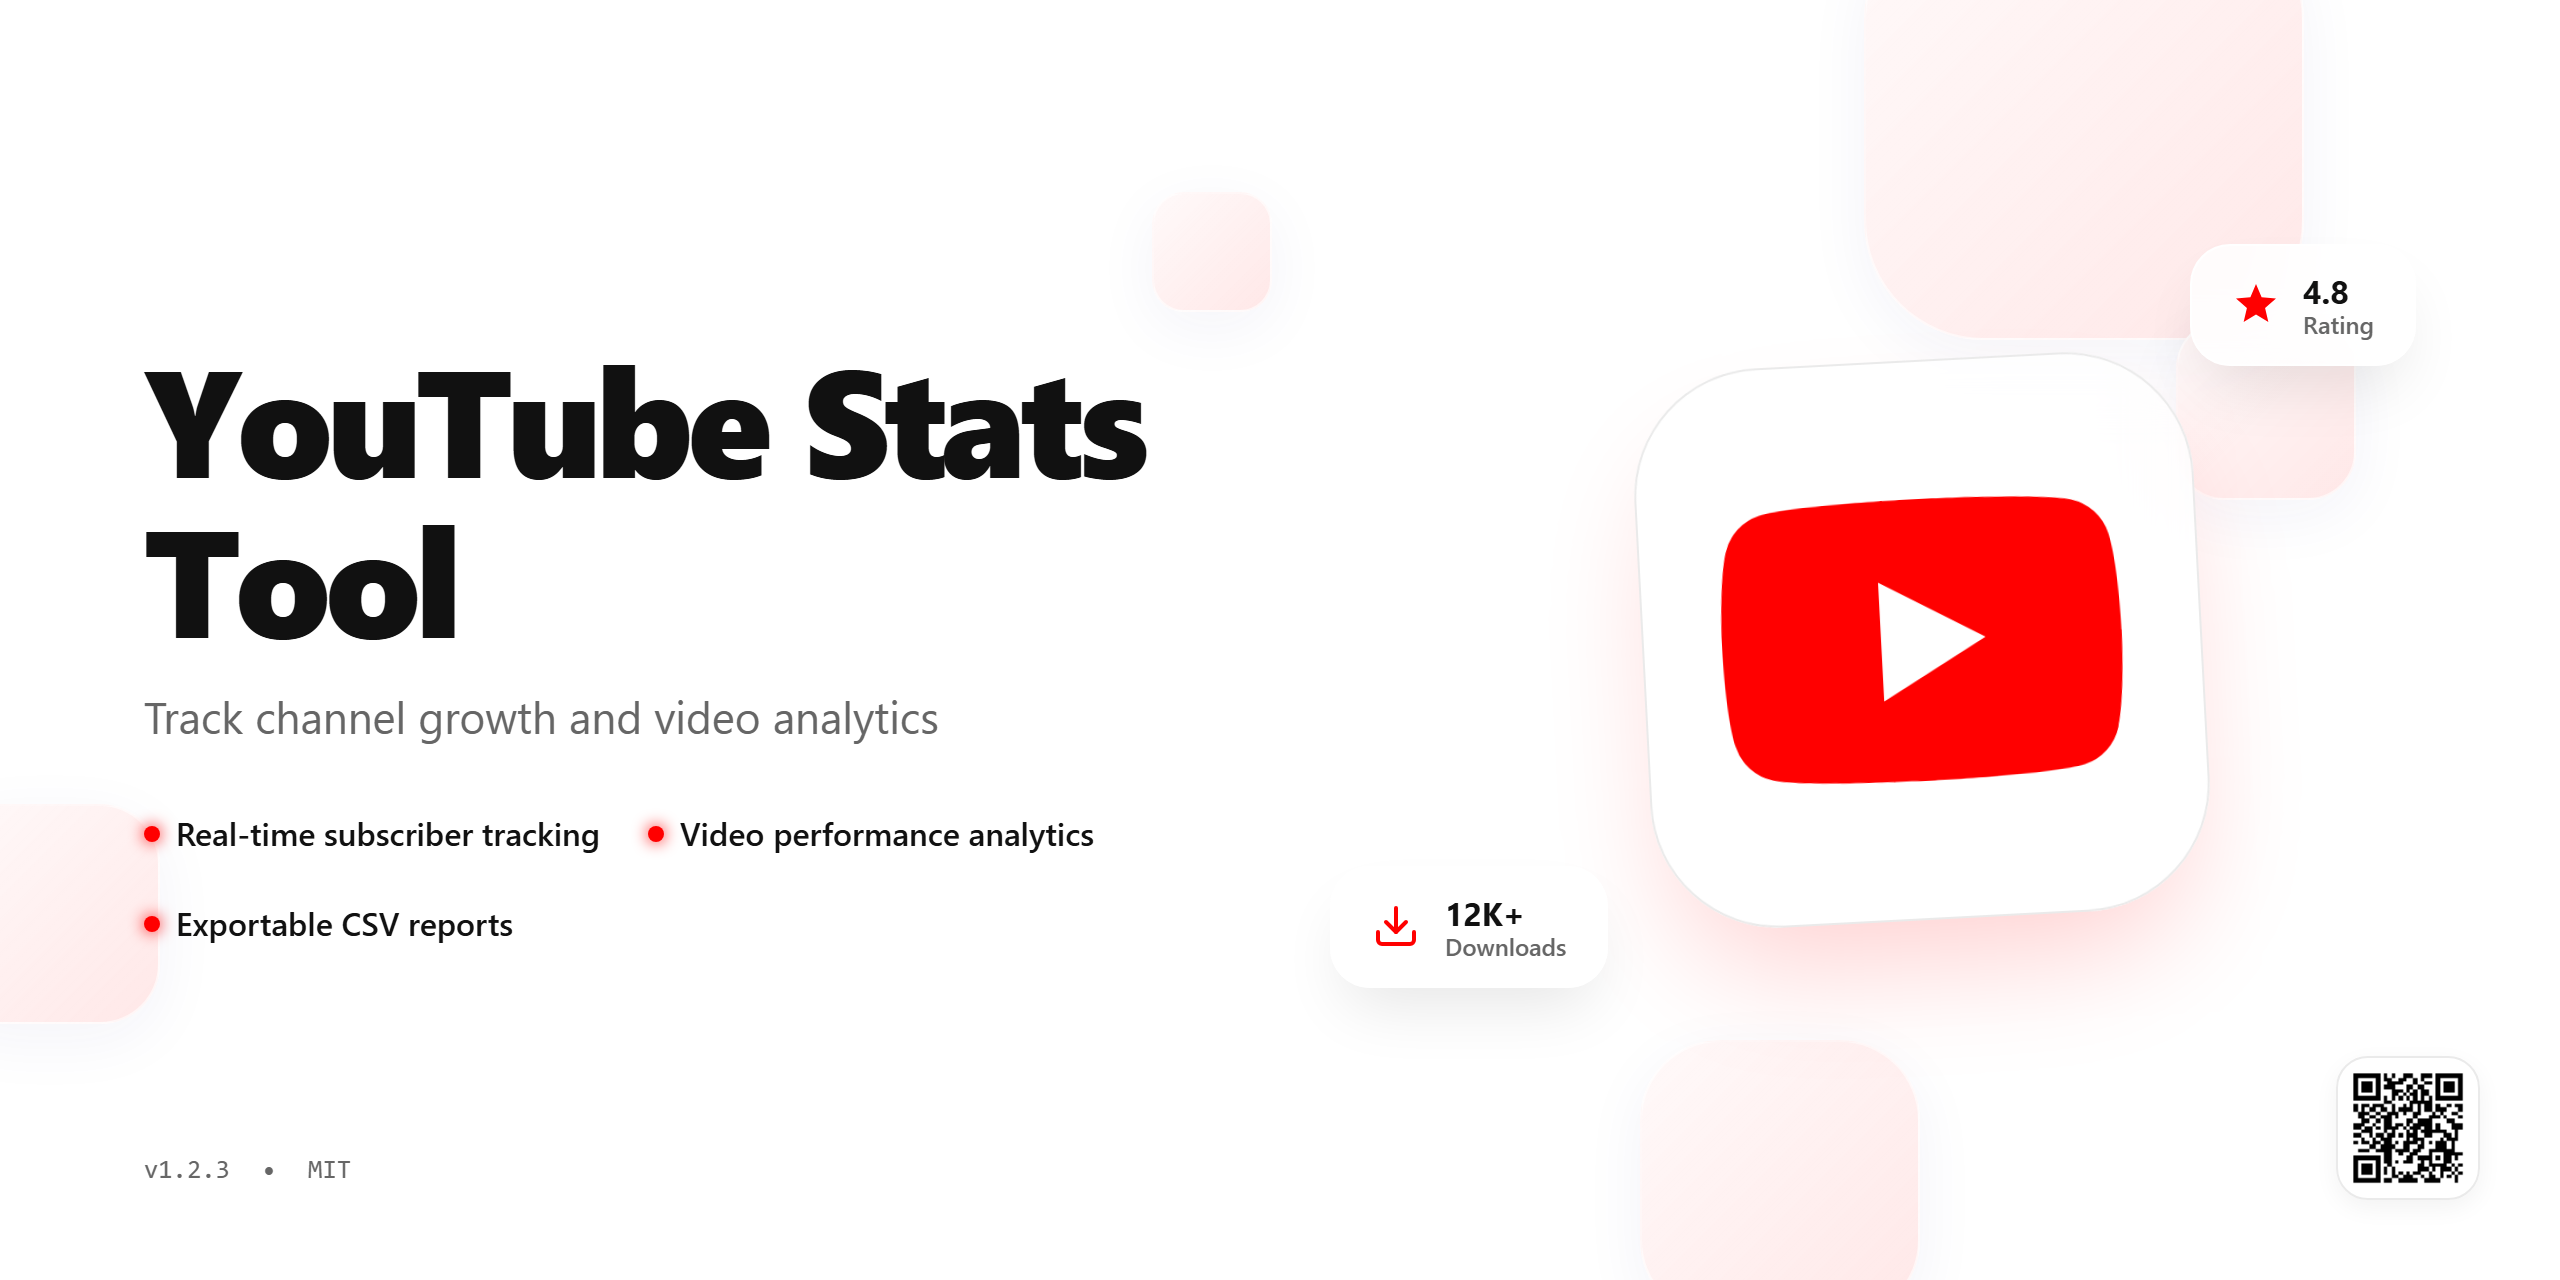 YouTube Stats
Tool
Track channel growth and video analytics
Real-time subscriber tracking
Video performance analytics
Exportable CSV reports
v1.2.3 • MIT
4.8
Rating
12K+
Downloads